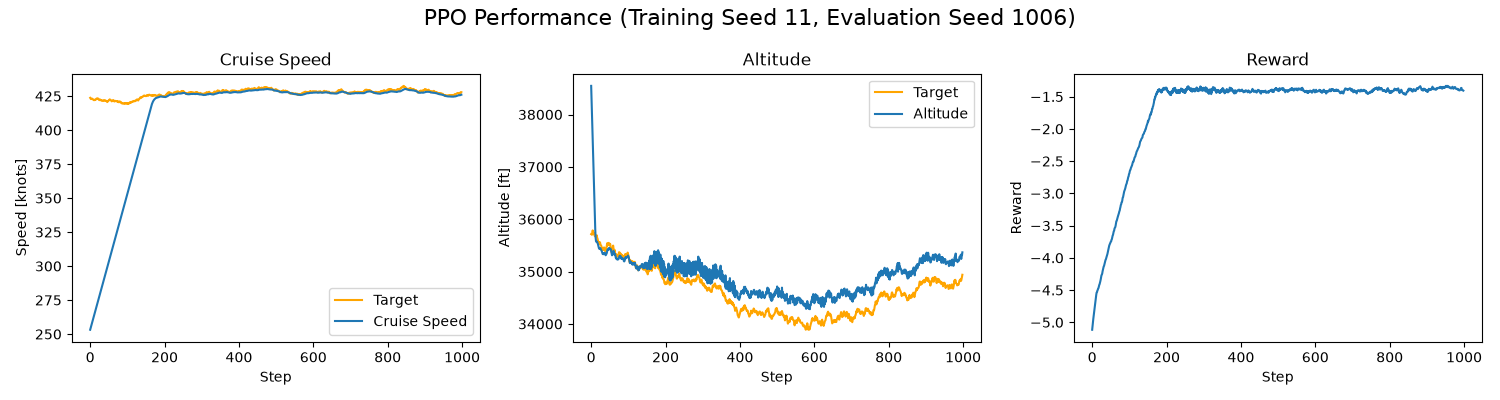 PPO Performance (Training Seed 11, Evaluation Seed 1006)
Cruise Speed
Speed [knots]
425
400
375
350
325
300
275
250
0
200
400
600
800
1000
Step
Target
Cruise Speed
Altitude
Altitude [ft]
38000
37000
36000
35000
34000
0
200
400
600
800
1000
Step
Target
Altitude
Reward
Reward
−1.5
−2.0
−2.5
−3.0
−3.5
−4.0
−4.5
−5.0
0
200
400
600
800
1000
Step